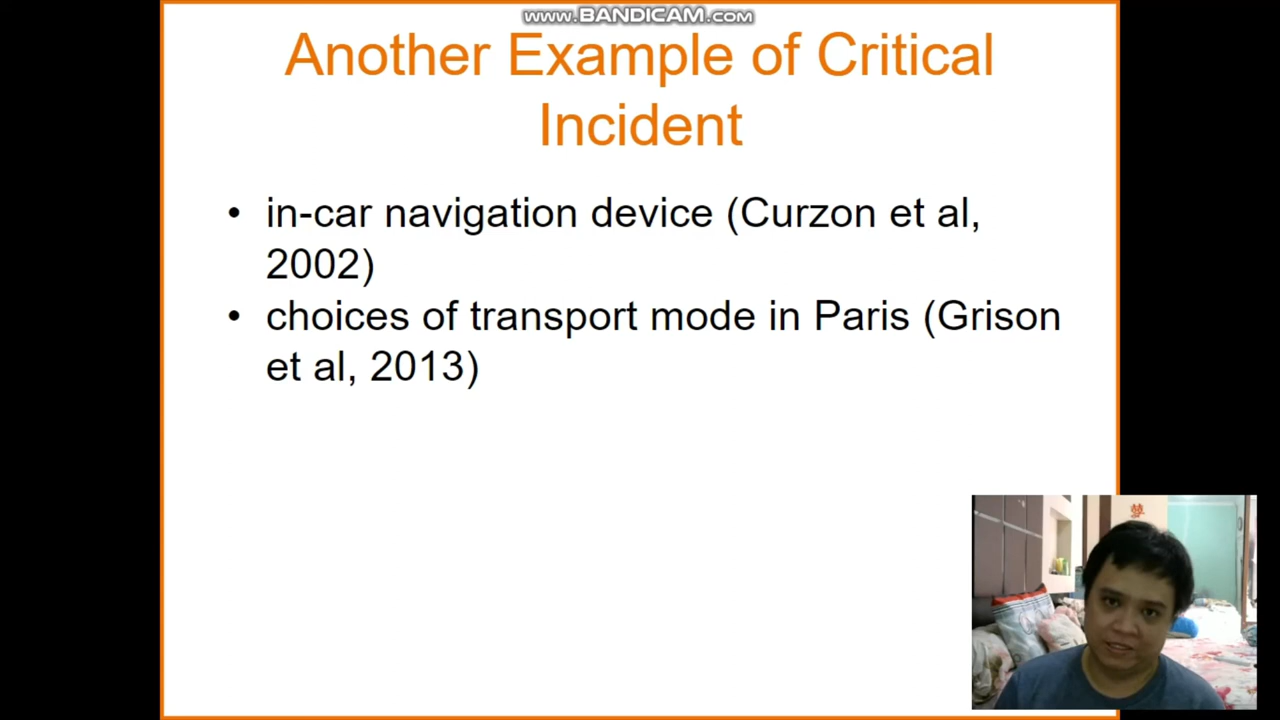 www.BANDICAM.com
Another Example of Critical
Incident
• in-car navigation device (Curzon et al,
2002)
• choices of transport mode in Paris (Grison
et al, 2013)